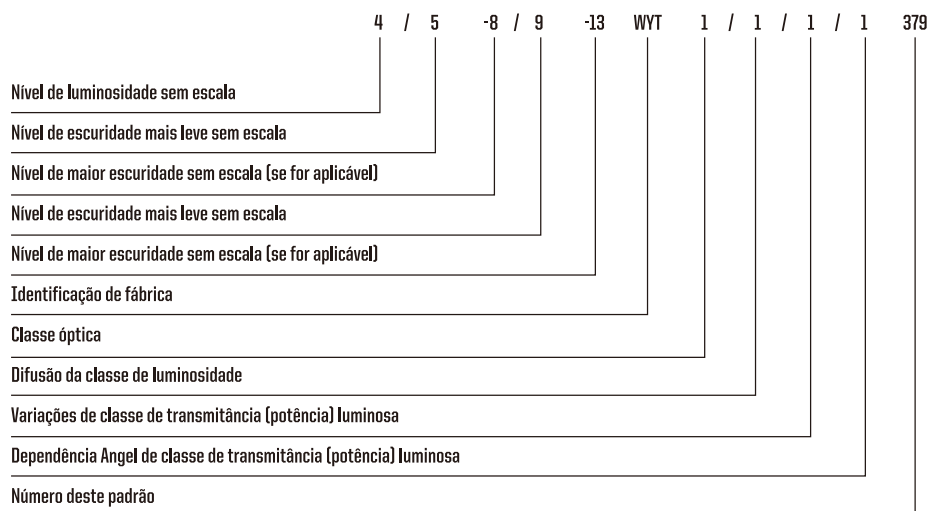 4 / 5 -8 / 9 -13 WYT 1 / 1 / 1 / 1 379
Nível de luminosidade sem escala
Nível de escuridade mais leve sem escala
Nível de maior escuridade sem escala (se for aplicável)
Nível de escuridade mais leve sem escala
Nível de maior escuridade sem escala (se for aplicável)
Identificação de fábrica
Classe óptica
Difusão da classe de luminosidade
Variações de classe de transmitância (potência) luminosa
Dependência Angel de classe de transmitância (potência) luminosa
Número deste padrão